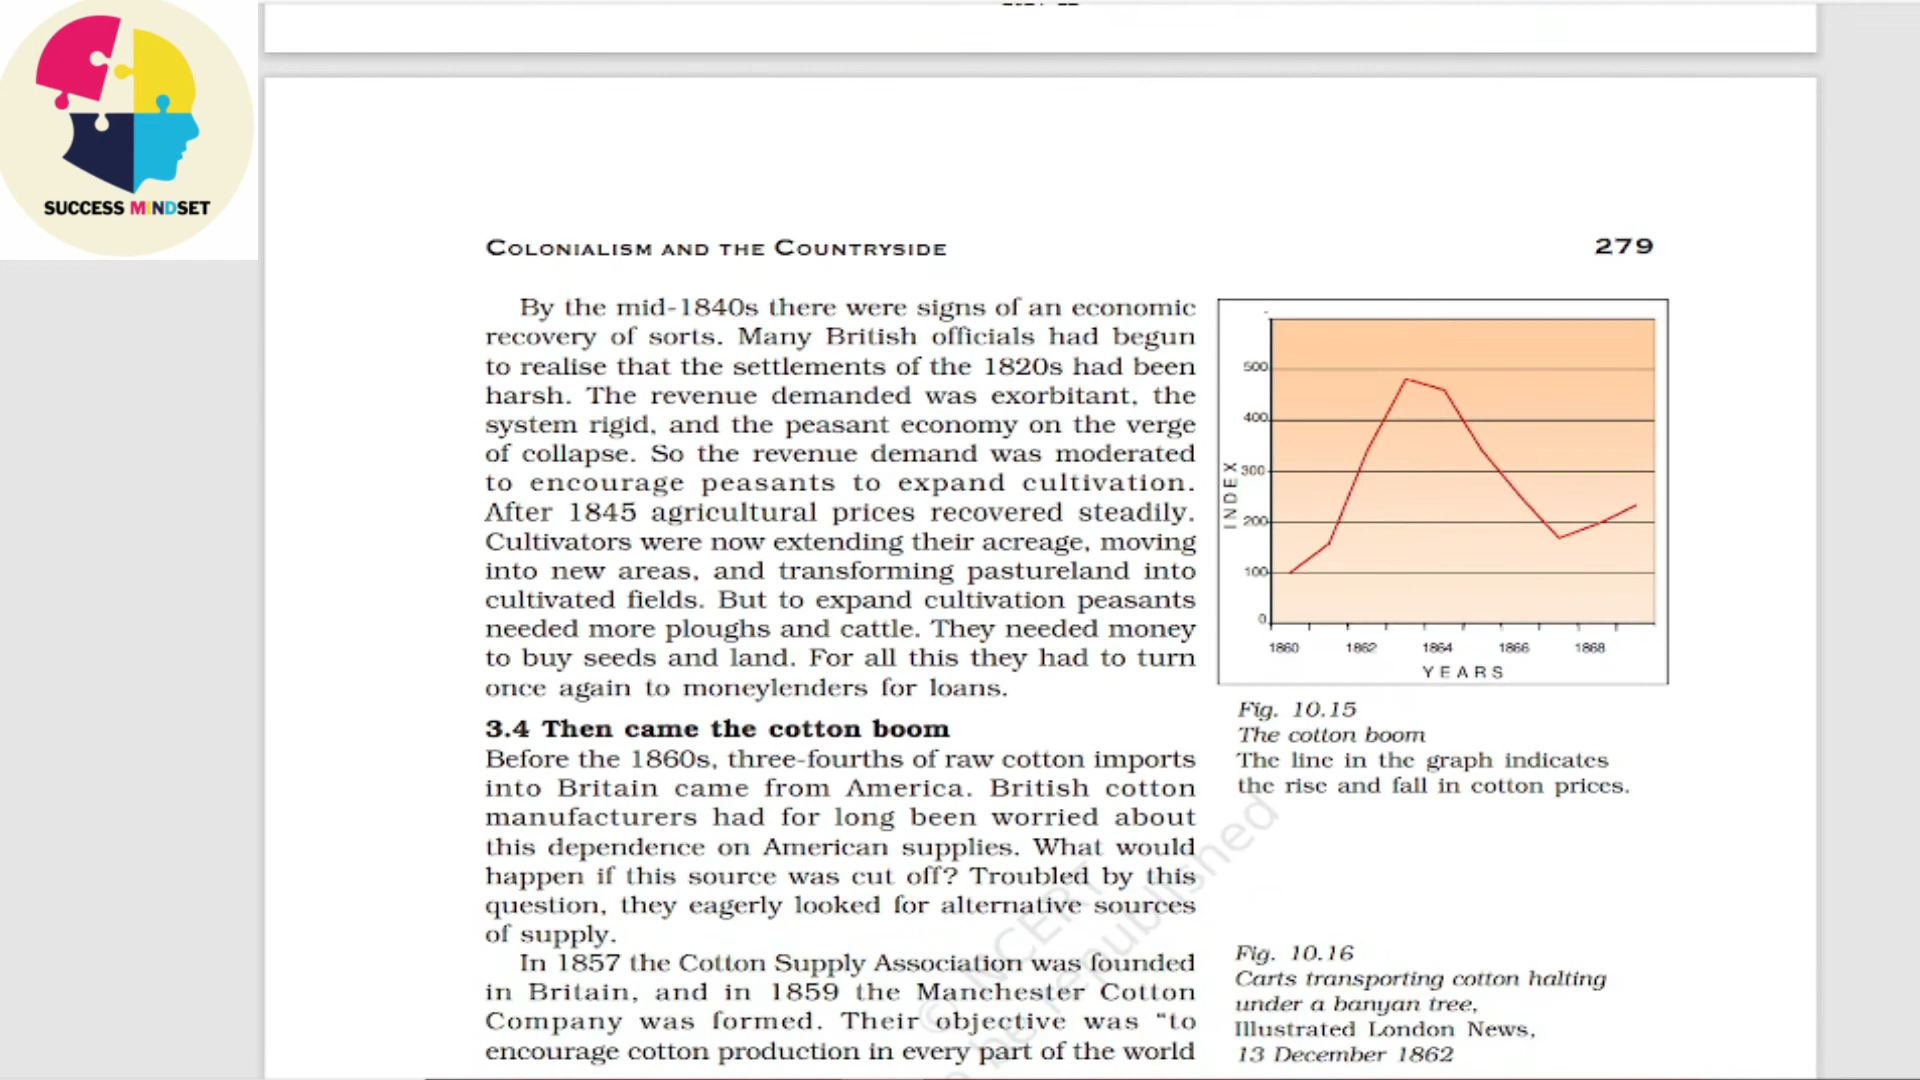 SUCCESS MINDSET
COLONIALISM AND THE COUNTRYSIDE
279
By the mid-1840s there were signs of an economic
recovery of sorts. Many British officials had begun
to realise that the settlements of the 1820s had been
harsh. The revenue demanded was exorbitant, the
system rigid, and the peasant economy on the verge
of collapse. So the revenue demand was moderated
to encourage peasants to expand cultivation.
After 1845 agricultural prices recovered steadily.
Cultivators were now extending their acreage, moving
into new areas, and transforming pastureland into
cultivated fields. But to expand cultivation peasants
needed more ploughs and cattle. They needed money
to buy seeds and land. For all this they had to turn
once again to moneylenders for loans.
3.4 Then came the cotton boom
Before the 1860s, three-fourths of raw cotton imports
into Britain came from America. British cotton
manufacturers had for long been worried about
this dependence on American supplies. What would
happen if this source was cut off? Troubled by this
question, they eagerly looked for alternative sources
of supply.
In 1857 the Cotton Supply Association was founded
in Britain, and in 1859 the Manchester Cotton
Company was formed. Their objective was "to
encourage cotton production in every part of the world
500
400
300
200
100
0
INDEX
1860 1862 1864 1866 1868
YEARS
Fig. 10.15
The cotton boom
The line in the graph indicates
the rise and fall in cotton prices.
Fig. 10.16
Carts transporting cotton halting
under a banyan tree,
Illustrated London News,
13 December 1862
© NCERT
be republished